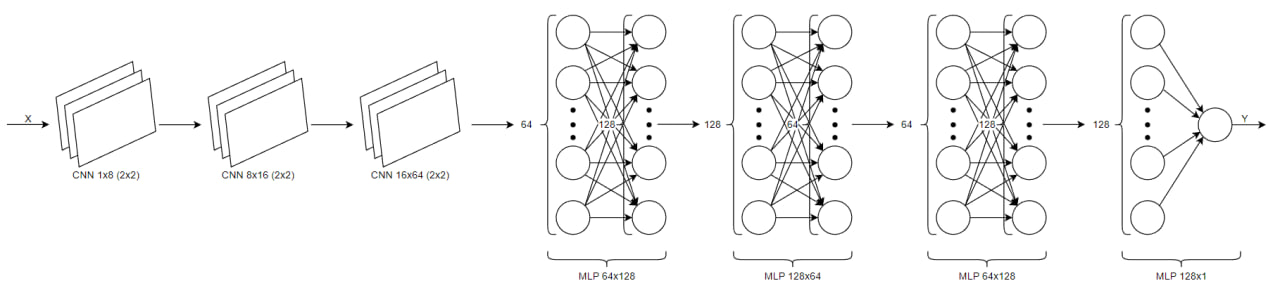 X
CNN 1x8 (2x2)
CNN 8x16 (2x2)
CNN 16x64 (2x2)
64
128
MLP 64x128
128
64
MLP 128x64
64
128
MLP 64x128
128
Y
MLP 128x1